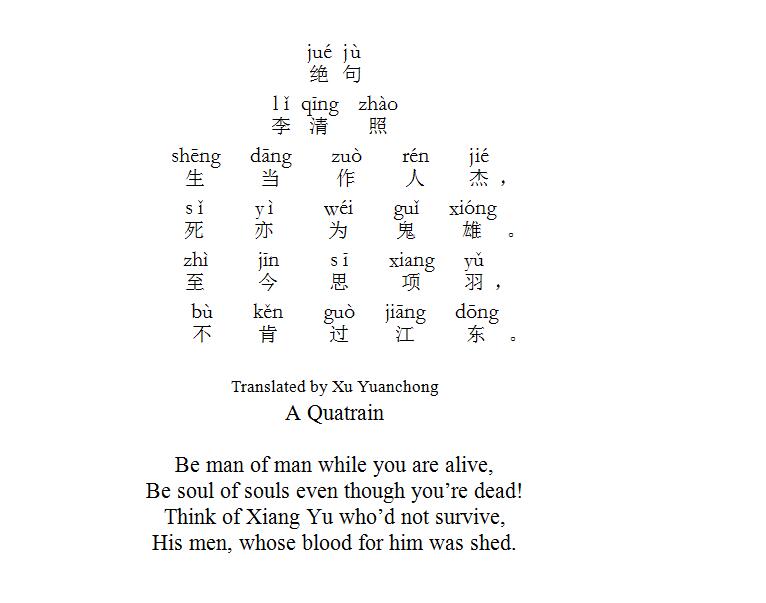 jué jù
绝 句
lǐ qīng zhào
李 清 照
shēng dāng zuò rén jié
生 当 作 人 杰 ，
sǐ yì wéi guǐ xióng
死 亦 为 鬼 雄 。
zhì jīn sī xiang yǔ
至 今 思 项 羽 ，
bù kěn guò jiāng dōng
不 肯 过 江 东 。
Translated by Xu Yuanchong
A Quatrain
Be man of man while you are alive,
Be soul of souls even though you’re dead!
Think of Xiang Yu who’d not survive,
His men, whose blood for him was shed.